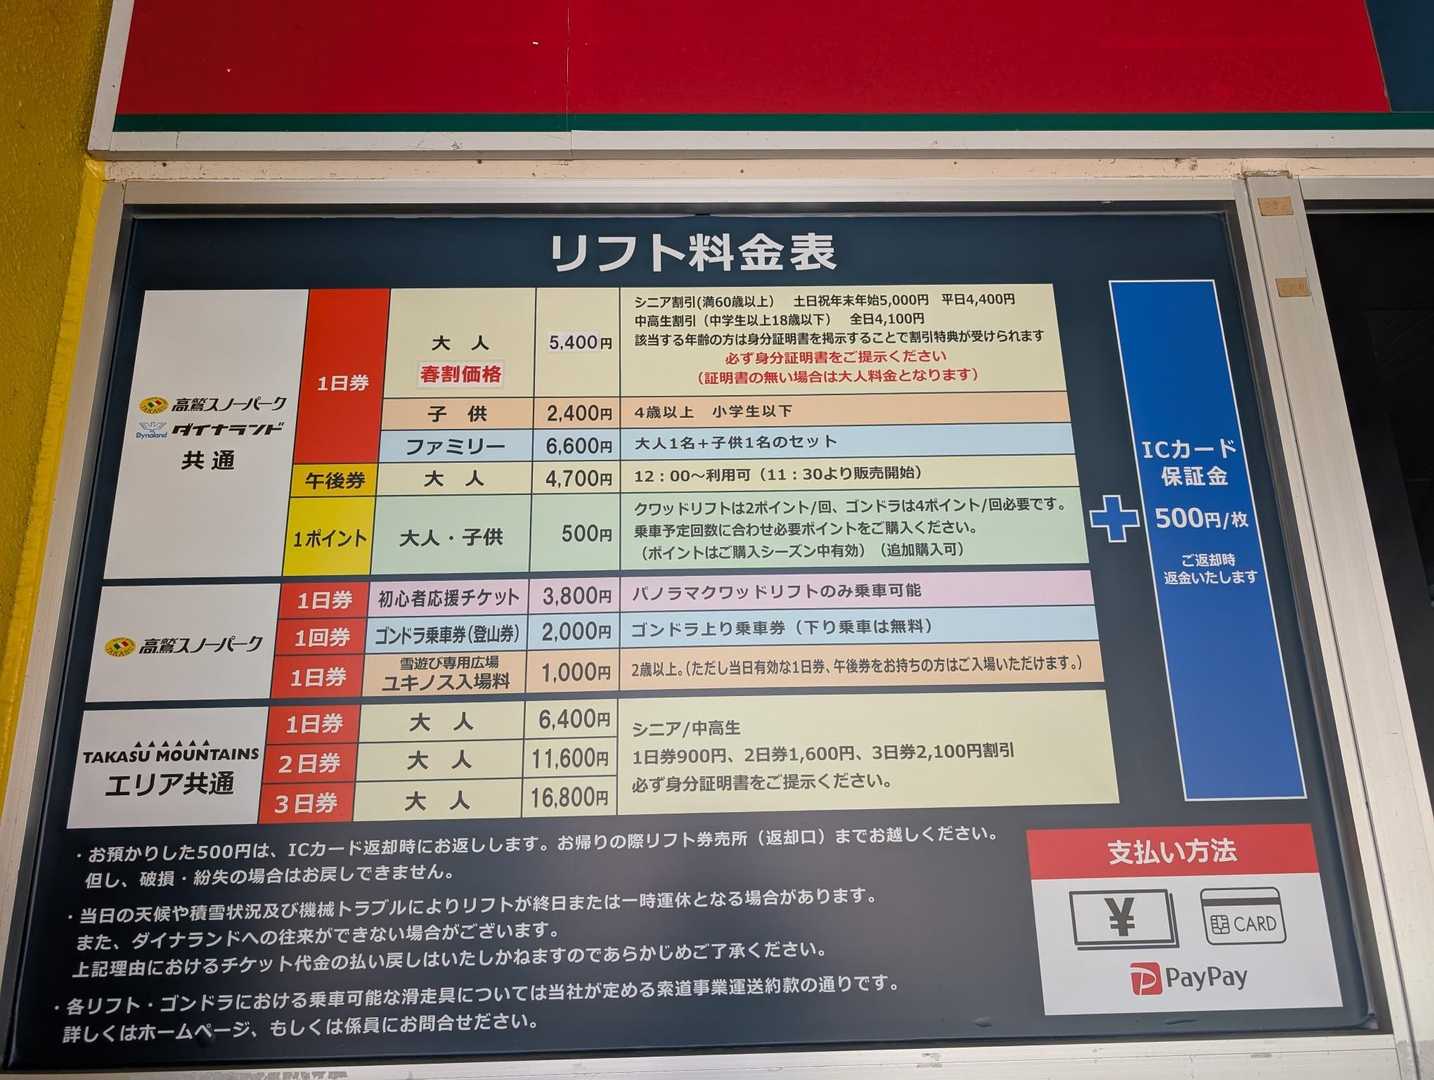 リフト料金表
高鷲スノーパーク
Dynaland ダイナランド
共通
1日券
大人
春割価格
5,400円
シニア割引(満60歳以上) 土日祝年末年始5,000円 平日4,400円
中高生割引(中学生以上18歳以下) 全日4,100円
該当する年齢の方は身分証明書を掲示することで割引特典が受けられます
必ず身分証明書をご提示ください
(証明書の無い場合は大人料金となります)
子供 2,400円 4歳以上 小学生以下
ファミリー 6,600円 大人1名+子供1名のセット
午後券 大人 4,700円 12:00～利用可(11:30より販売開始)
1ポイント 大人・子供 500円
クワッドリフトは2ポイント/回、ゴンドラは4ポイント/回必要です。
乗車予定回数に合わせ必要ポイントをご購入ください。
(ポイントはご購入シーズン中有効)(追加購入可)
高鷲スノーパーク
1日券 初心者応援チケット 3,800円 パノラマクワッドリフトのみ乗車可能
1回券 ゴンドラ乗車券(登山券) 2,000円 ゴンドラ上り乗車券(下り乗車は無料)
1日券
雪遊び専用広場
ユキノス入場料
1,000円 2歳以上。(ただし当日有効な1日券、午後券をお持ちの方はご入場いただけます。)
TAKASU MOUNTAINS
エリア共通
1日券 大人 6,400円
2日券 大人 11,600円
3日券 大人 16,800円
シニア/中高生
1日券900円、2日券1,600円、3日券2,100円割引
必ず身分証明書をご提示ください。
ICカード
保証金
500円/枚
ご返却時
返金いたします
・お預かりした500円は、ICカード返却時にお返しします。お帰りの際リフト券売所(返却口)までお越しください。
但し、破損・紛失の場合はお戻しできません。
・当日の天候や積雪状況及び機械トラブルによりリフトが終日または一時運休となる場合があります。
また、ダイナランドへの往来ができない場合がございます。
上記理由におけるチケット代金の払い戻しはいたしかねますのであらかじめご了承ください。
・各リフト・ゴンドラにおける乗車可能な滑走具については当社が定める索道事業運送約款の通りです。
詳しくはホームページ、もしくは係員にお問合せださい。
支払い方法
¥
CARD
PayPay